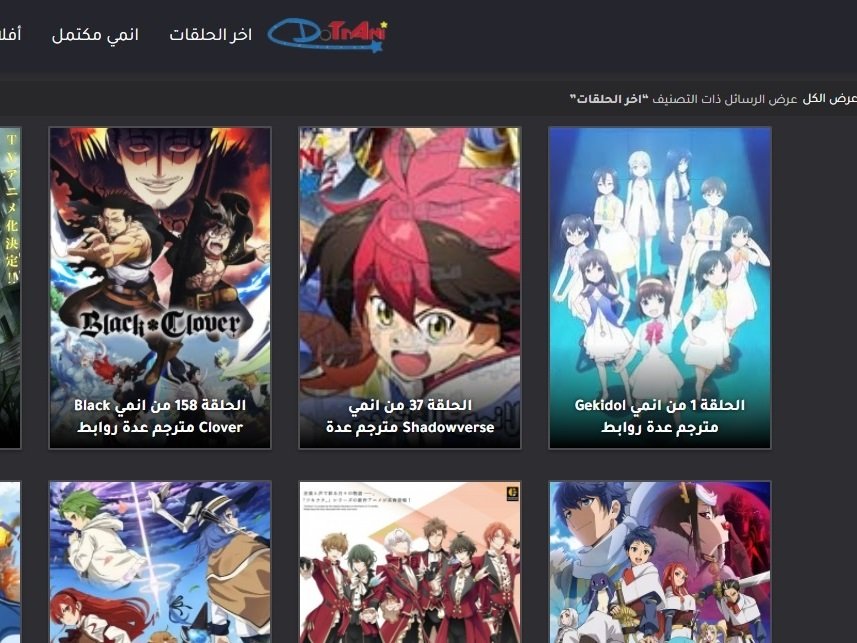 اخر الحلقات
انمي مكتمل
عرض الكل
عرض الرسائل ذات التصنيف “اخر الحلقات”
الحلقة 1 من انمي Gekidol
مترجم عدة روابط
الحلقة 37 من انمي
Shadowverse مترجم عدة
Black Clover
الحلقة 158 من انمي Black
Clover مترجم عدة روابط
TVアニメ化決定!!